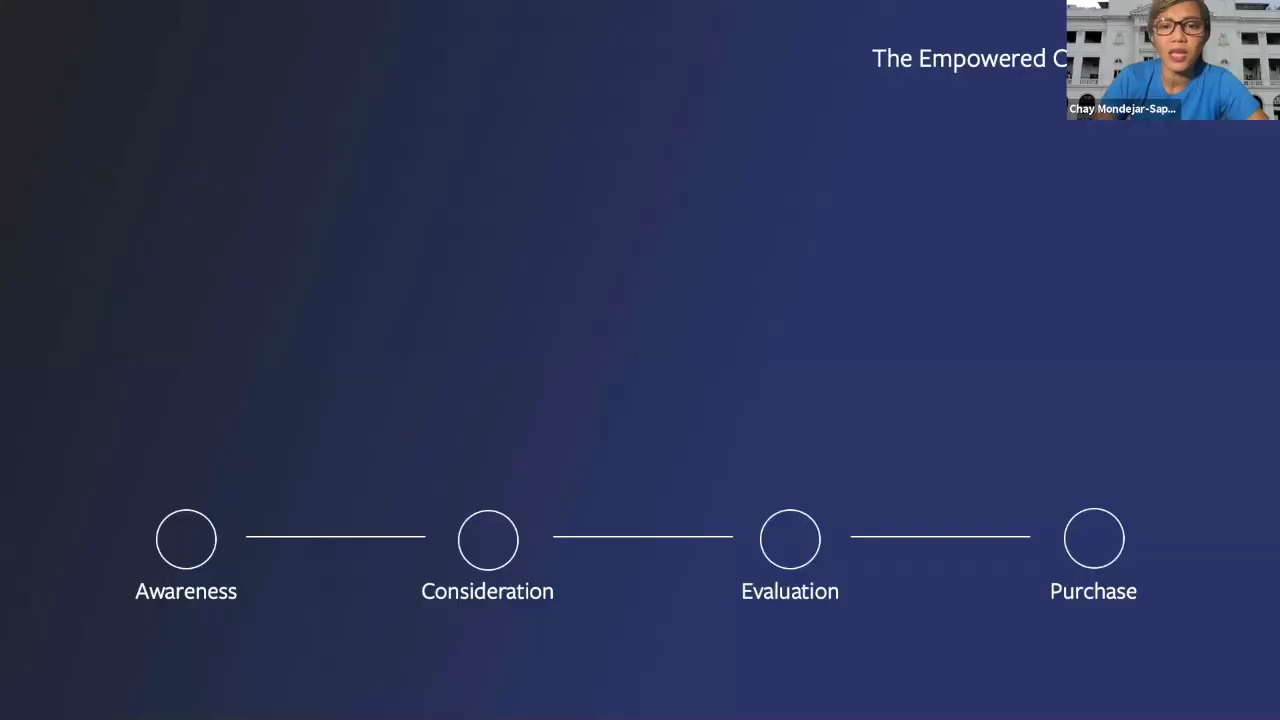 The Empowered C
Chay Mondejar-Sap...
Awareness
Consideration
Evaluation
Purchase